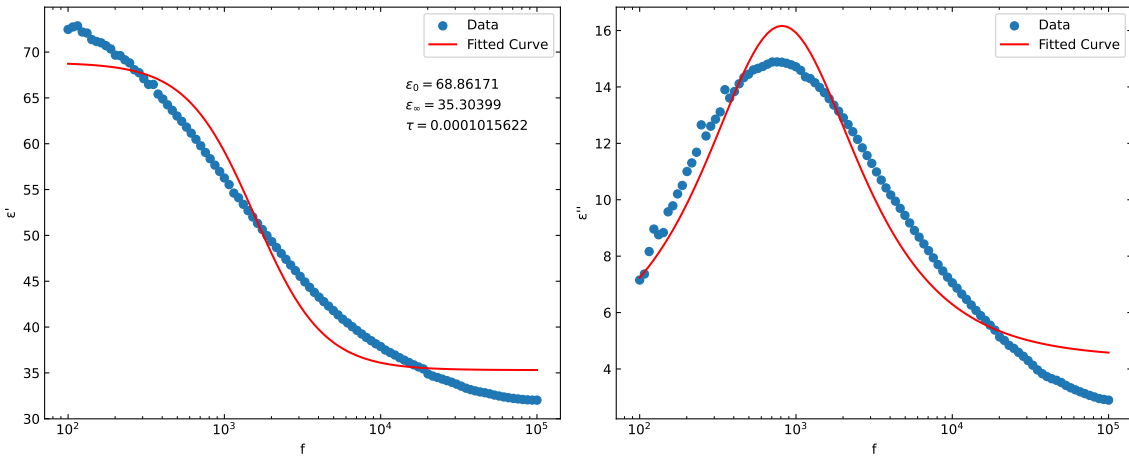 Data
Fitted Curve
ε₀ = 68.86171
ε∞ = 35.30399
τ = 0.0001015622
70
65
60
55
50
45
40
35
30
ε'
10² 10³ 10⁴ 10⁵
f
Data
Fitted Curve
16
14
12
10
8
6
4
ε''
10² 10³ 10⁴ 10⁵
f